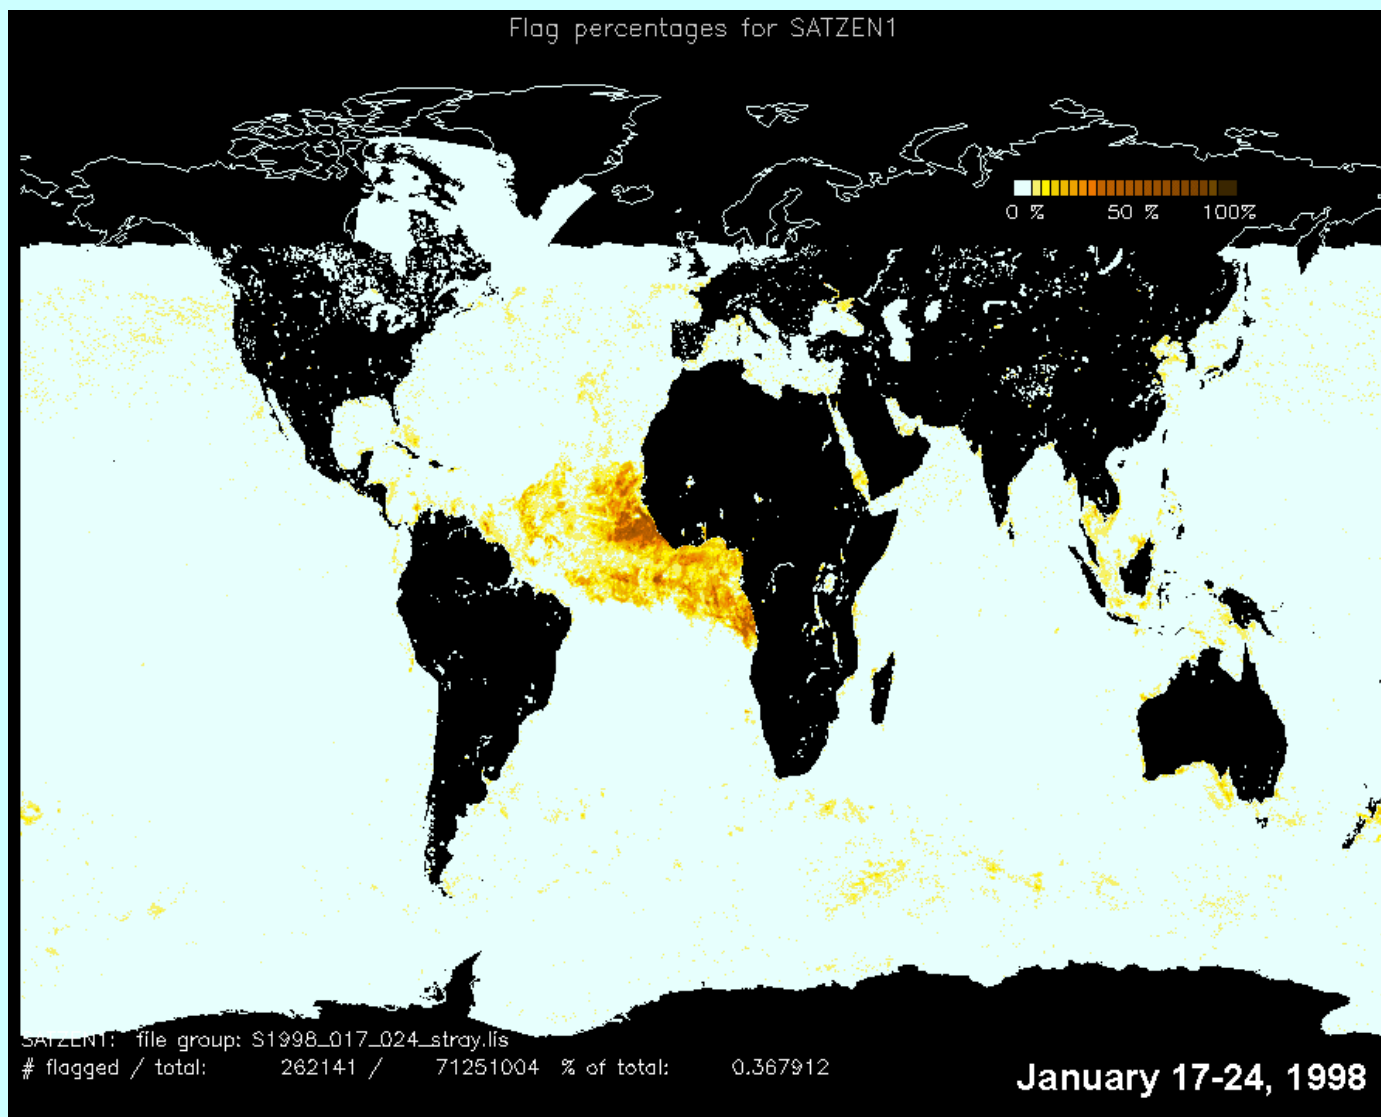 Flag percentages for SATZEN1
0 % 50 % 100%
SATZEN1: file group: S1998_017_024_stray.lis
# flagged / total: 262141 / 71251004 % of total: 0.367912
January 17-24, 1998